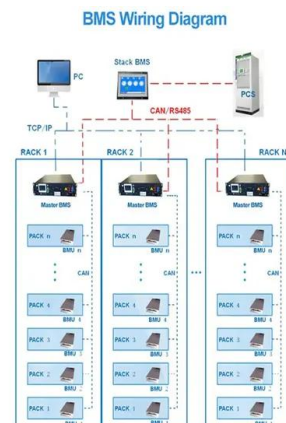 BMS Wiring Diagram
PC
Stack BMS
PCS
CAN/RS485
TCP/IP
RACK 1
RACK 2
RACK N
Master BMS
Master BMS
Master BMS
PACK n
PACK n
PACK n
BMU n
BMU n
BMU n
CAN
CAN
CAN
PACK 4
PACK 4
PACK 4
BMU 4
BMU 4
BMU 4
PACK 3
PACK 3
PACK 3
BMU 3
BMU 3
BMU 3
PACK 2
PACK 2
PACK 2
BMU 2
BMU 2
BMU 2
PACK 1
PACK 1
PACK 1